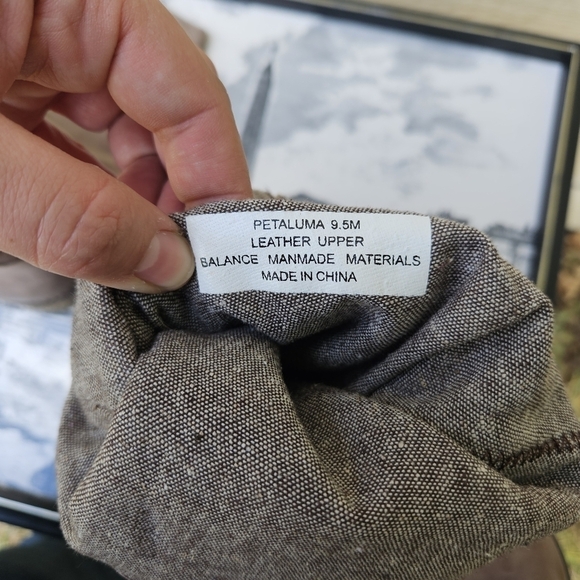 PETALUMA 9.5M
LEATHER UPPER
BALANCE MANMADE MATERIALS
MADE IN CHINA